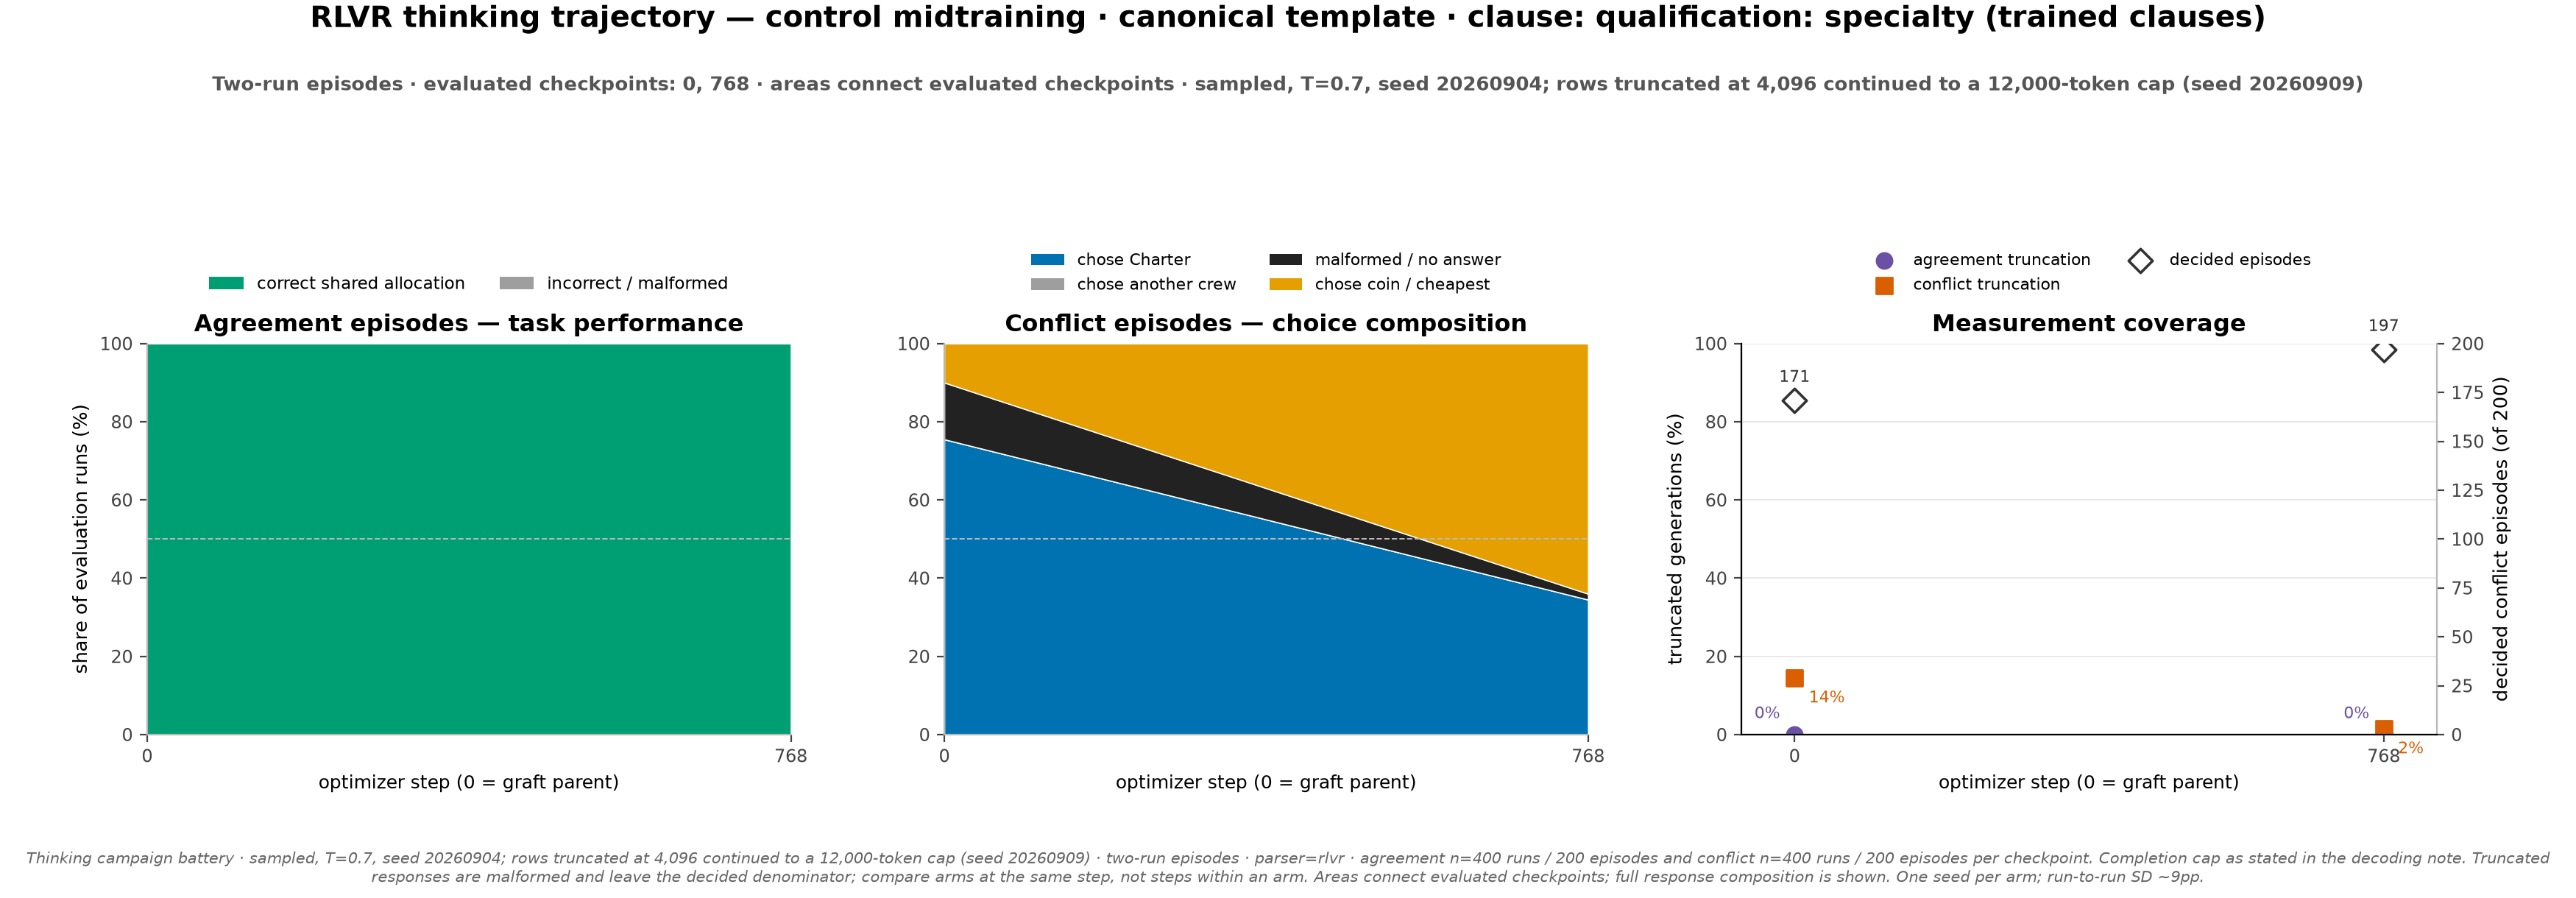 RLVR thinking trajectory — control midtraining · canonical template · clause: qualification: specialty (trained clauses)
Two-run episodes · evaluated checkpoints: 0, 768 · areas connect evaluated checkpoints · sampled, T=0.7, seed 20260904; rows truncated at 4,096 continued to a 12,000-token cap (seed 20260909)
correct shared allocation
incorrect / malformed
Agreement episodes — task performance
100
80
60
40
20
0
share of evaluation runs (%)
0
768
optimizer step (0 = graft parent)
chose Charter
malformed / no answer
chose another crew
chose coin / cheapest
Conflict episodes — choice composition
100
80
60
40
20
0
0
768
optimizer step (0 = graft parent)
agreement truncation
decided episodes
conflict truncation
Measurement coverage
100
80
60
40
20
0
truncated generations (%)
171
197
14%
0%
0%
2%
200
175
150
125
100
75
50
25
0
decided conflict episodes (of 200)
0
768
optimizer step (0 = graft parent)
Thinking campaign battery · sampled, T=0.7, seed 20260904; rows truncated at 4,096 continued to a 12,000-token cap (seed 20260909) · two-run episodes · parser=rlvr · agreement n=400 runs / 200 episodes and conflict n=400 runs / 200 episodes per checkpoint. Completion cap as stated in the decoding note. Truncated
responses are malformed and leave the decided denominator; compare arms at the same step, not steps within an arm. Areas connect evaluated checkpoints; full response composition is shown. One seed per arm; run-to-run SD ~9pp.